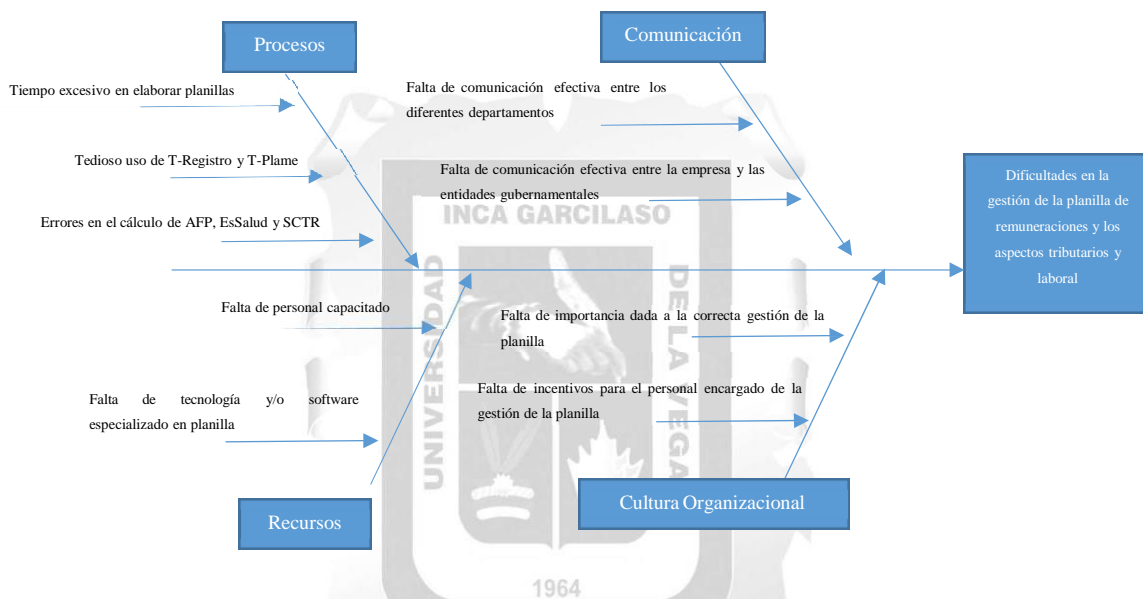 Procesos
Comunicación
Tiempo excesivo en elaborar planillas
Falta de comunicación efectiva entre los
diferentes departamentos
Tedioso uso de T-Registro y T-Plame
Falta de comunicación efectiva entre la empresa y las
entidades gubernamentales
Errores en el cálculo de AFP, EsSalud y SCTR
Dificultades en la
gestión de la planilla de
remuneraciones y los
aspectos tributarios y
laboral
Falta de personal capacitado
Falta de importancia dada a la correcta gestión de la
planilla
Falta de tecnología y/o software
especializado en planilla
Falta de incentivos para el personal encargado de la
gestión de la planilla
Recursos
Cultura Organizacional
UNIVERSIDAD
INCA GARCILASO
DE LA VEGA
1964